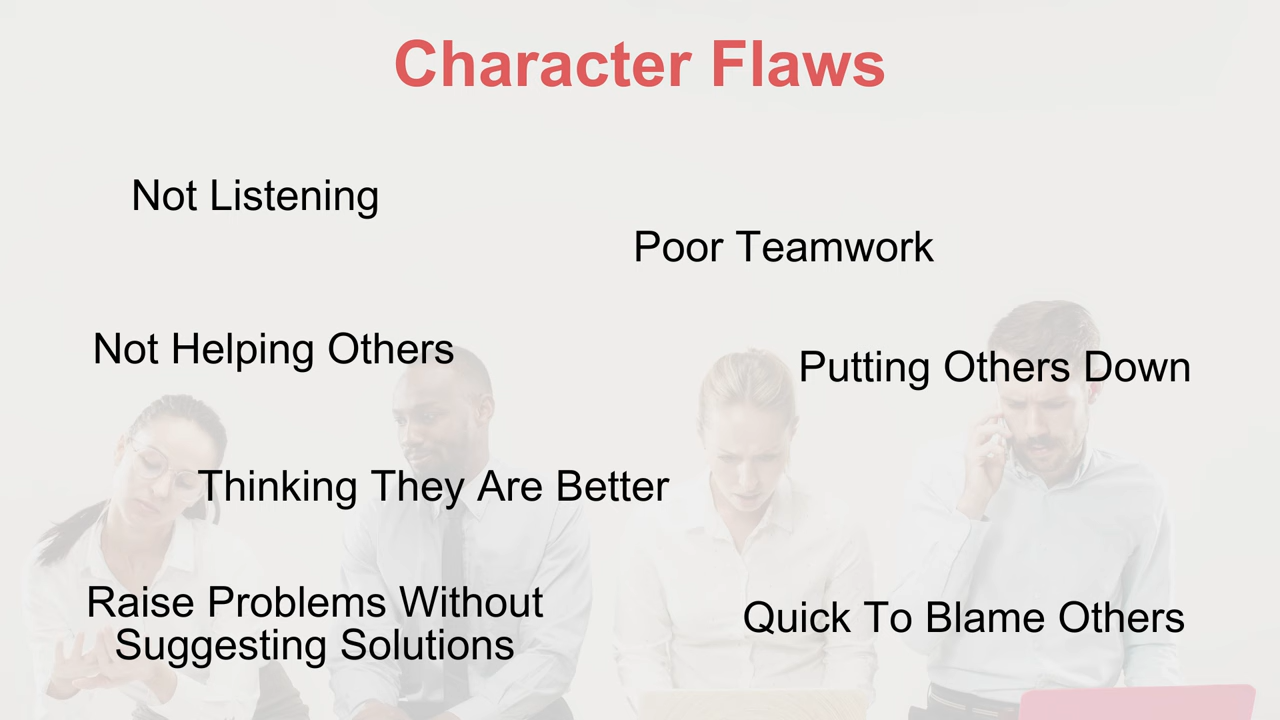 Character Flaws
Not Listening
Poor Teamwork
Not Helping Others
Putting Others Down
Thinking They Are Better
Raise Problems Without
Suggesting Solutions
Quick To Blame Others